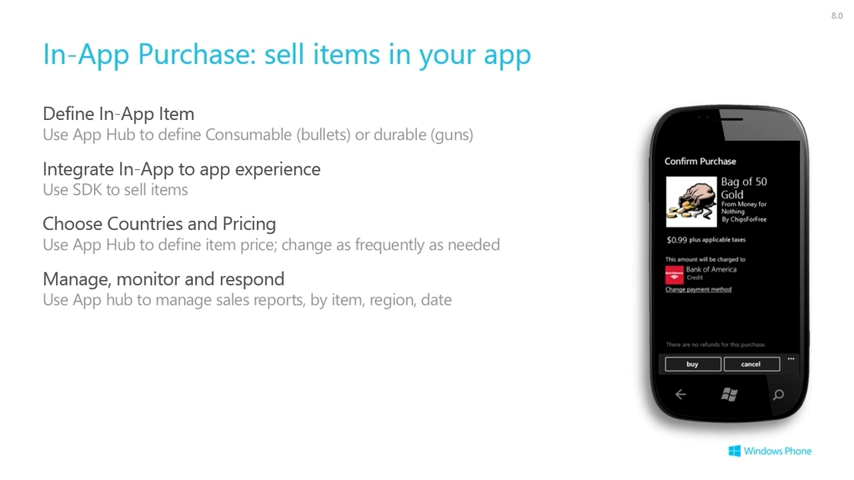 8.0
In-App Purchase: sell items in your app
Define In-App Item
Use App Hub to define Consumable (bullets) or durable (guns)
Integrate In-App to app experience
Use SDK to sell items
Choose Countries and Pricing
Use App Hub to define item price; change as frequently as needed
Manage, monitor and respond
Use App hub to manage sales reports, by item, region, date
Confirm Purchase
Bag of 50
Gold
From Money for
Nothing
By ChipsForFree
$0.99 plus applicable taxes
This amount will be charged to
Bank of America
Credit
Change payment method
There are no refunds for this purchase.
buy
cancel
Windows Phone